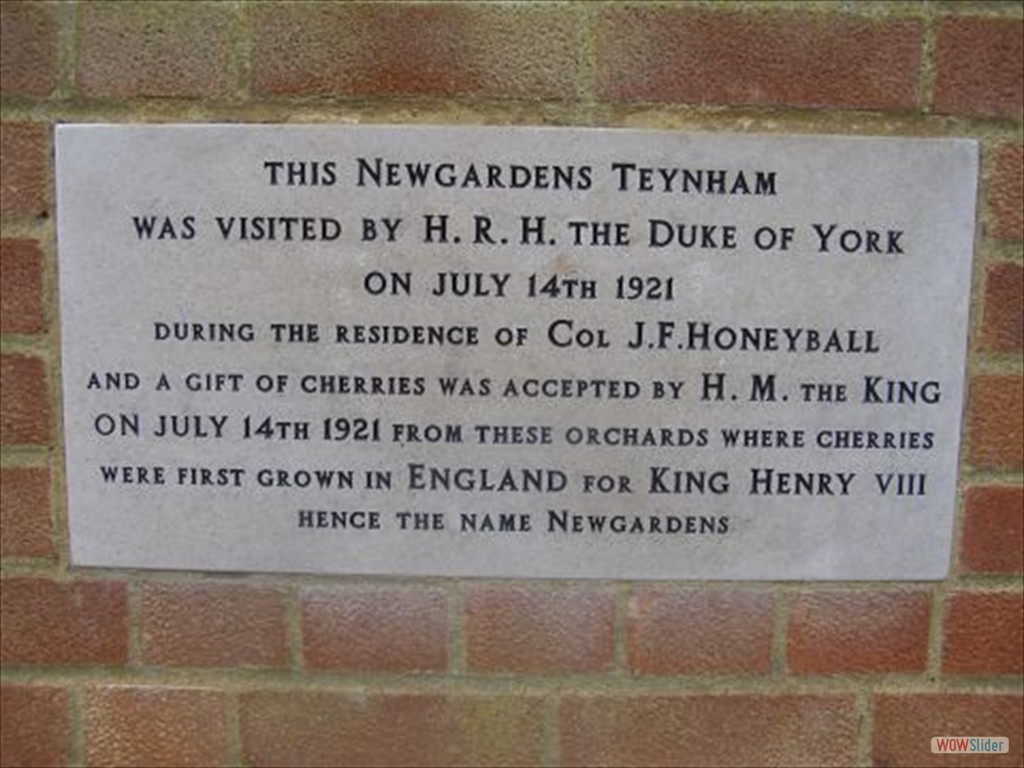 THIS NEWGARDENS TEYNHAM
WAS VISITED BY H. R. H. THE DUKE OF YORK
ON JULY 14TH 1921
DURING THE RESIDENCE OF COL J.F.HONEYBALL
AND A GIFT OF CHERRIES WAS ACCEPTED BY H. M. THE KING
ON JULY 14TH 1921 FROM THESE ORCHARDS WHERE CHERRIES
WERE FIRST GROWN IN ENGLAND FOR KING HENRY VIII
HENCE THE NAME NEWGARDENS
WOWSlider